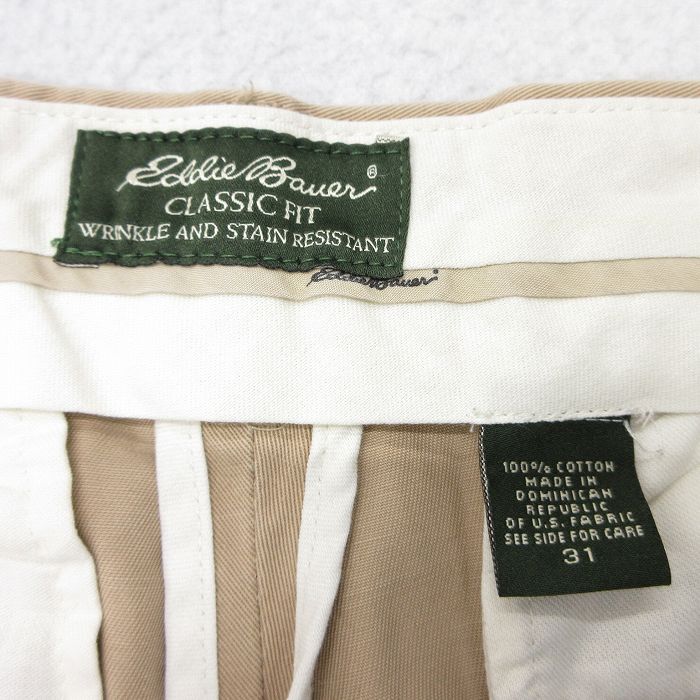 Eddie Bauer®
CLASSIC FIT
WRINKLE AND STAIN RESISTANT
Eddie Bauer®
100% COTTON
MADE IN
DOMINICAN
REPUBLIC
OF U.S. FABRIC
SEE SIDE FOR CARE
31